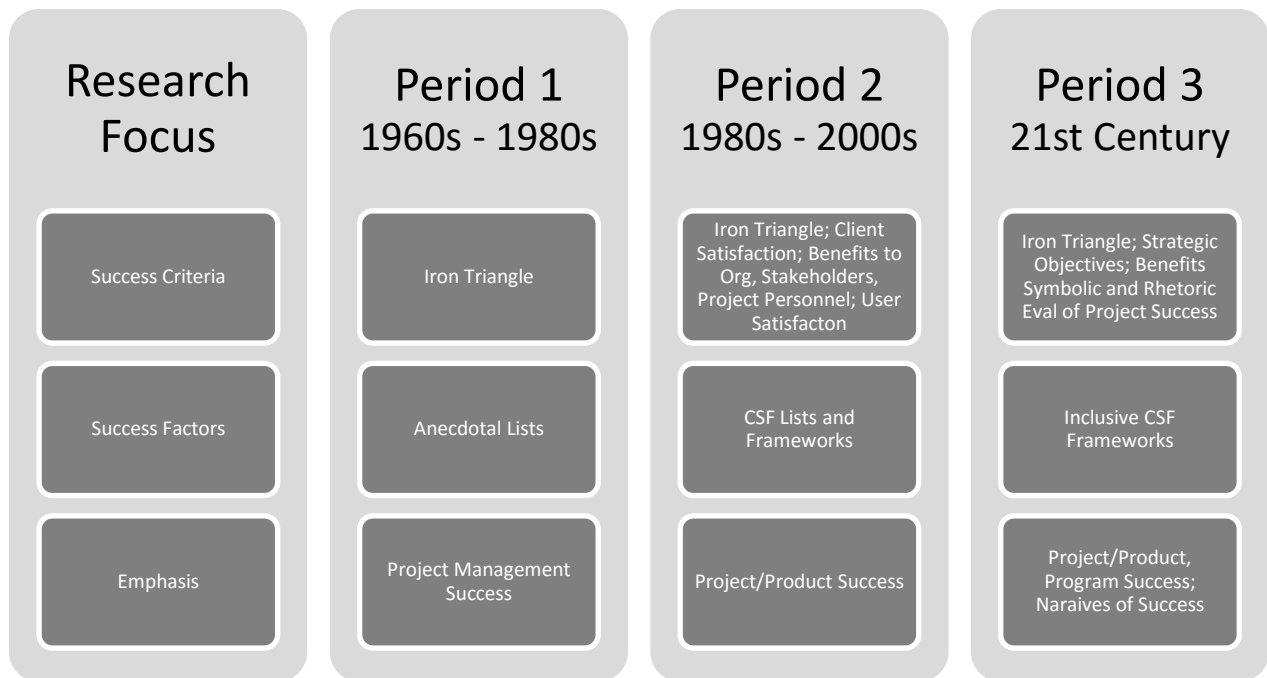 Research
Focus
Success Criteria
Success Factors
Emphasis
Period 1
1960s - 1980s
Iron Triangle
Anecdotal Lists
Project Management
Success
Period 2
1980s - 2000s
Iron Triangle; Client
Satisfaction; Benefits to
Org, Stakeholders,
Project Personnel; User
Satisfacton
CSF Lists and
Frameworks
Project/Product Success
Period 3
21st Century
Iron Triangle; Strategic
Objectives; Benefits
Symbolic and Rhetoric
Eval of Project Success
Inclusive CSF
Frameworks
Project/Product,
Program Success;
Naraives of Success